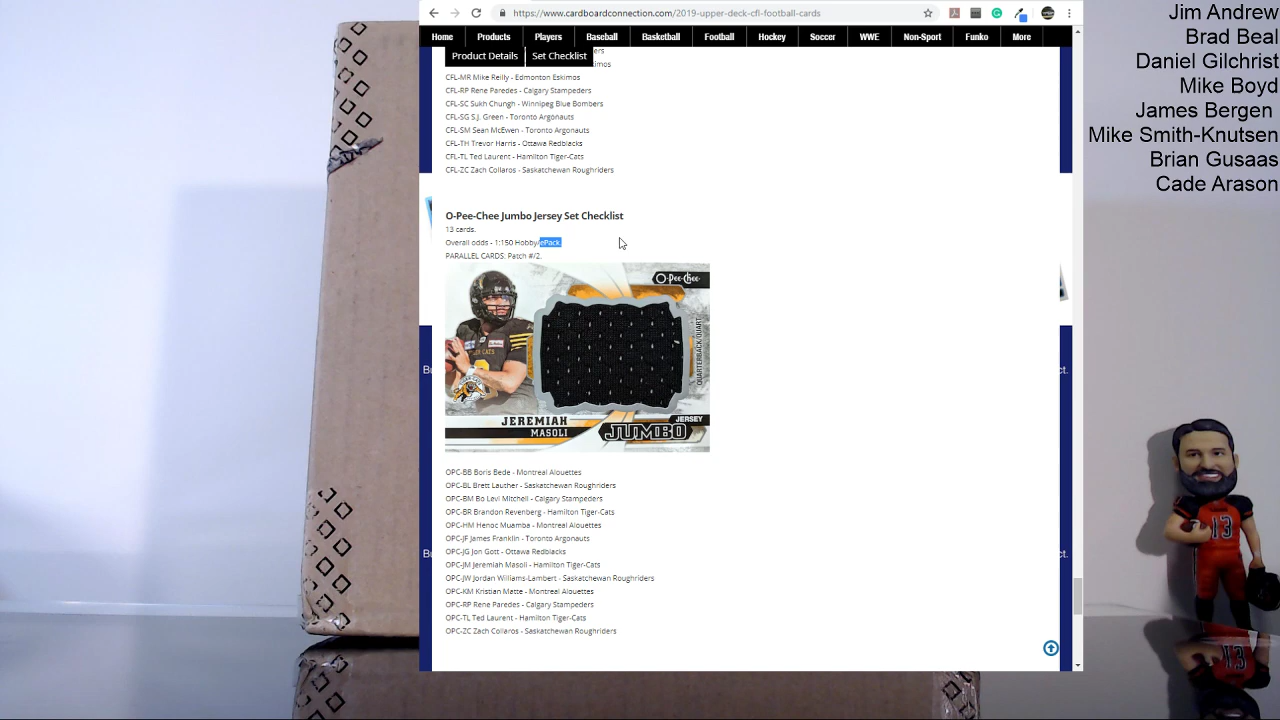 https://www.cardboardconnection.com/2019-upper-deck-cfl-football-cards
Home Products Players Baseball Basketball Football Hockey Soccer WWE Non-Sport Funko More
Product Details Set Checklist
CFL-MR Mike Reilly - Edmonton Eskimos
CFL-RP Rene Paredes - Calgary Stampeders
CFL-SC Sukh Chungh - Winnipeg Blue Bombers
CFL-SG S.J. Green - Toronto Argonauts
CFL-SM Sean McEwen - Toronto Argonauts
CFL-TH Trevor Harris - Ottawa Redblacks
CFL-TL Ted Laurent - Hamilton Tiger-Cats
CFL-ZC Zach Collaros - Saskatchewan Roughriders
O-Pee-Chee Jumbo Jersey Set Checklist
13 cards.
Overall odds - 1:150 Hobby/ePack.
PARALLEL CARDS: Patch #/2.
O-Pee-Chee
QUARTERBACK/QUART
JEREMIAH
MASOLI
JERSEY
JUMBO
OPC-BB Boris Bede - Montreal Alouettes
OPC-BL Brett Lauther - Saskatchewan Roughriders
OPC-BM Bo Levi Mitchell - Calgary Stampeders
OPC-BR Brandon Revenberg - Hamilton Tiger-Cats
OPC-HM Henoc Muamba - Montreal Alouettes
OPC-JF James Franklin - Toronto Argonauts
OPC-JG Jon Gott - Ottawa Redblacks
OPC-JM Jeremiah Masoli - Hamilton Tiger-Cats
OPC-JW Jordan Williams-Lambert - Saskatchewan Roughriders
OPC-KM Kristian Matte - Montreal Alouettes
OPC-RP Rene Paredes - Calgary Stampeders
OPC-TL Ted Laurent - Hamilton Tiger-Cats
OPC-ZC Zach Collaros - Saskatchewan Roughriders
Jim Andrew
Brad Beal
Daniel Gilchrist
Mike Boyd
James Bergen
Mike Smith-Knutsen
Brian Gusaas
Cade Arason
13
13